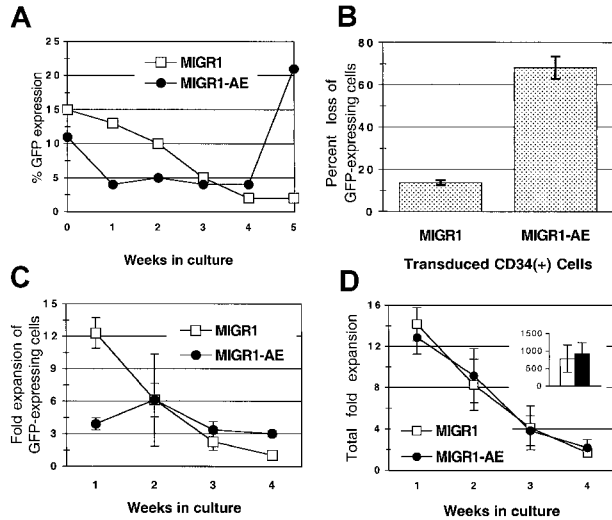 A
% GFP expression
25
20
15
10
5
0
MIGR1
MIGR1-AE
0 1 2 3 4 5
Weeks in culture
B
Percent loss of
GFP-expressing cells
80
60
40
20
0
MIGR1 MIGR1-AE
Transduced CD34(+) Cells
C
Fold expansion of
GFP-expressing cells
15
12
9
6
3
0
MIGR1
MIGR1-AE
1 2 3 4
Weeks in culture
D
Total fold expansion
16
12
8
4
0
1500
1000
500
0
MIGR1
MIGR1-AE
1 2 3 4
Weeks in culture